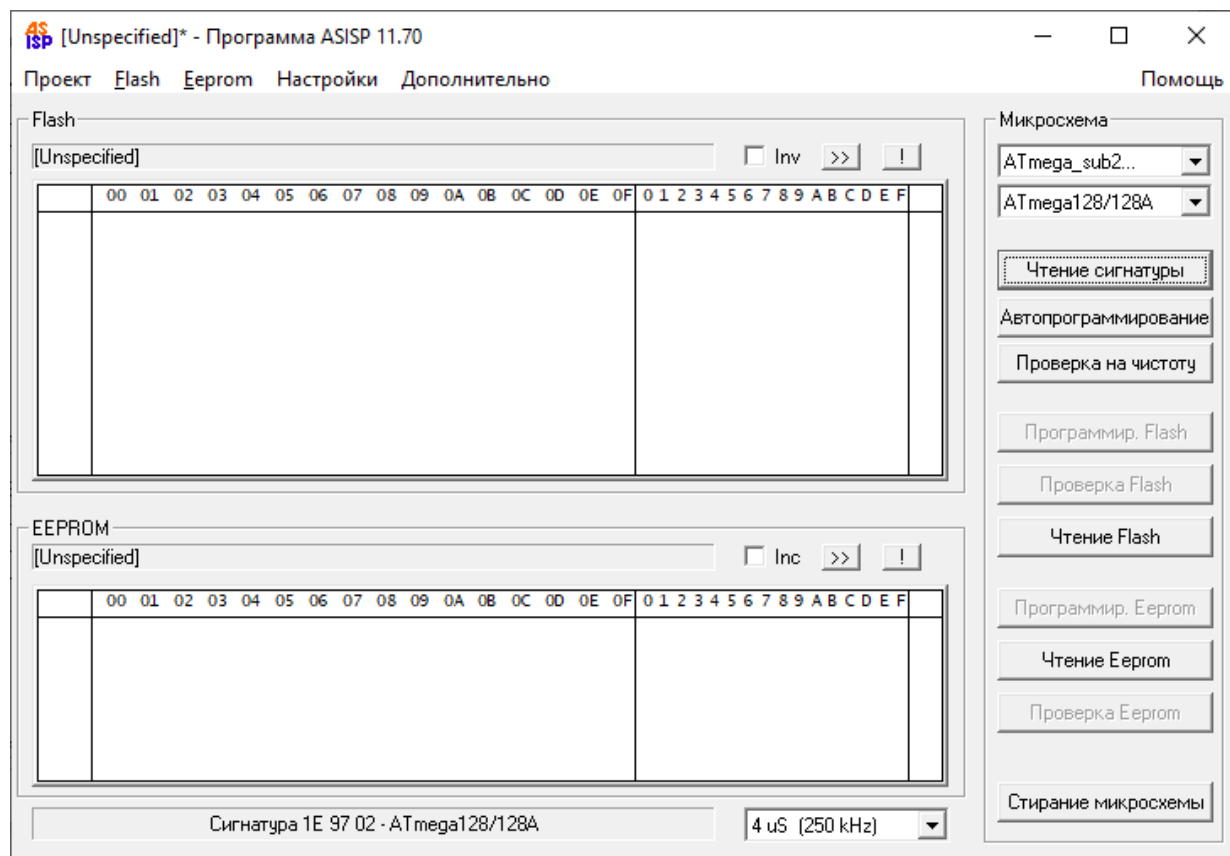 AS ISP [Unspecified]* - Программа ASISP 11.70
Проект Flash Eeprom Настройки Дополнительно Помощь
Flash
[Unspecified] Inv >> !
00 01 02 03 04 05 06 07 08 09 0A 0B 0C 0D 0E 0F 0 1 2 3 4 5 6 7 8 9 A B C D E F
EEPROM
[Unspecified] Inc >> !
00 01 02 03 04 05 06 07 08 09 0A 0B 0C 0D 0E 0F 0 1 2 3 4 5 6 7 8 9 A B C D E F
Сигнатура 1E 97 02 - ATmega128/128A 4 uS (250 kHz)
Микросхема
ATmega_sub2...
ATmega128/128A
Чтение сигнатуры
Автопрограммирование
Проверка на чистоту
Программир. Flash
Проверка Flash
Чтение Flash
Программир. Eeprom
Чтение Eeprom
Проверка Eeprom
Стирание микросхемы